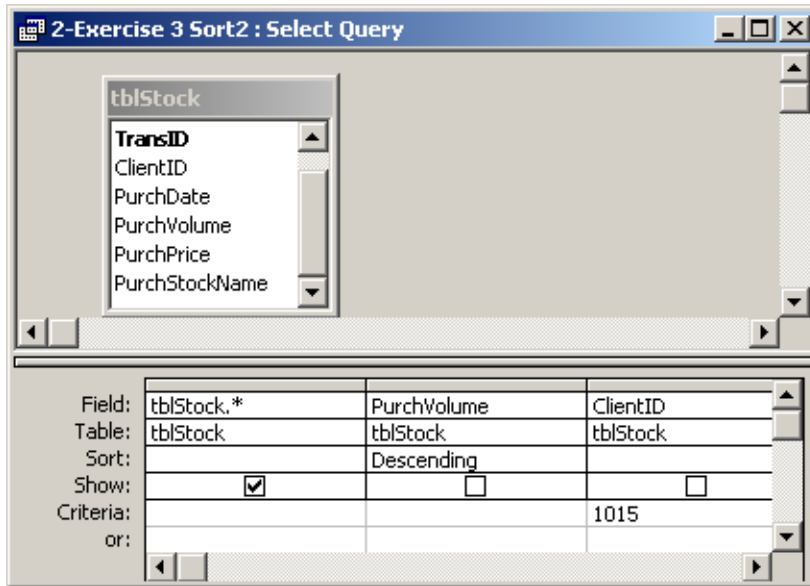 2-Exercise 3 Sort2 : Select Query
tblStock
TransID
ClientID
PurchDate
PurchVolume
PurchPrice
PurchStockName
Field: tblStock.* PurchVolume ClientID
Table: tblStock tblStock tblStock
Sort: Descending
Show:
Criteria: 1015
or: